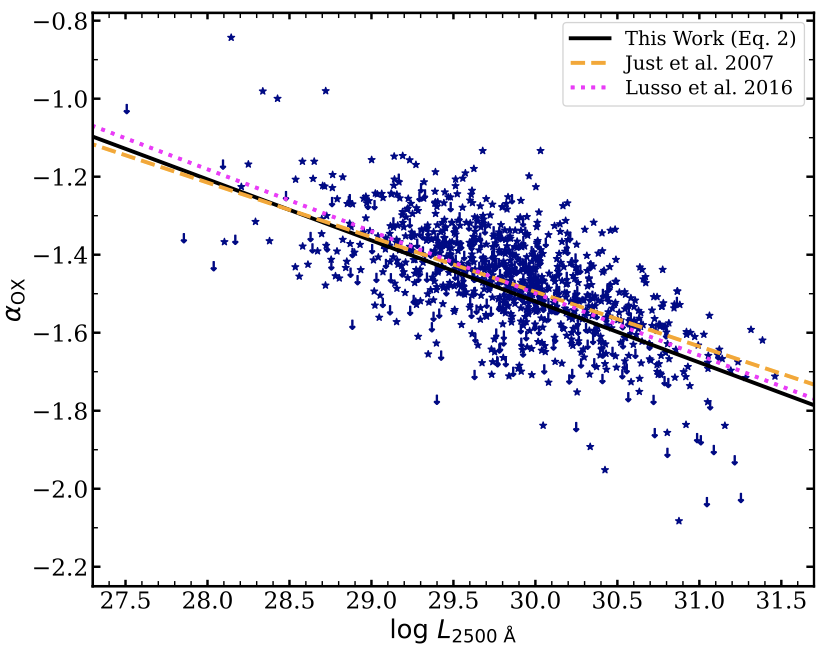 This Work (Eq. 2)
Just et al. 2007
Lusso et al. 2016
−0.8
−1.0
−1.2
−1.4
−1.6
−1.8
−2.0
−2.2
αOX
27.5 28.0 28.5 29.0 29.5 30.0 30.5 31.0 31.5
log L2500 Å